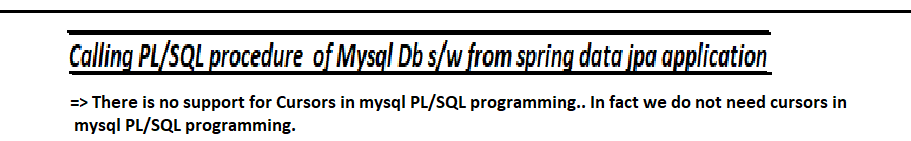 Calling PL/SQL procedure of Mysql Db s/w from spring data jpa application
=> There is no support for Cursors in mysql PL/SQL programming.. In fact we do not need cursors in
mysql PL/SQL programming.